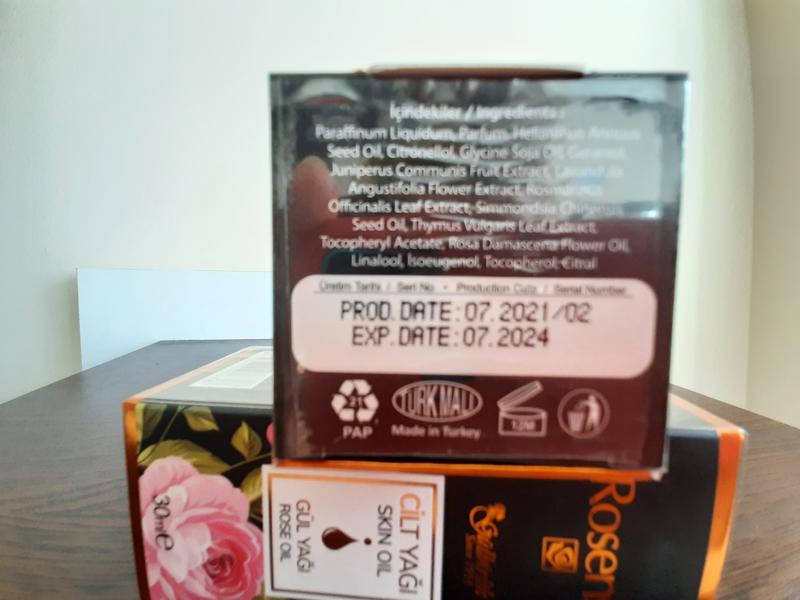 İçindekiler / Ingredients :
Paraffinum Liquidum, Parfum, Helianthus Annuus
Seed Oil, Citronellol, Glycine Soja Oil, Geraniol,
Juniperus Communis Fruit Extract, Lavandula
Angustifolia Flower Extract, Rosmarinus
Officinalis Leaf Extract, Simmondsia Chinensis
Seed Oil, Thymus Vulgaris Leaf Extract,
Tocopheryl Acetate, Rosa Damascena Flower Oil,
Linalool, Isoeugenol, Tocopherol, Citral
Üretim Tarihi / Seri No - Production Date / Serial Number
PROD.DATE:07.2021/02
EXP.DATE:07.2024
21
PAP
TURK MALI
Made in Turkey
12M
30ml e
CİLT YAĞI
SKIN OIL
GÜL YAĞI
ROSE OIL
Rosen